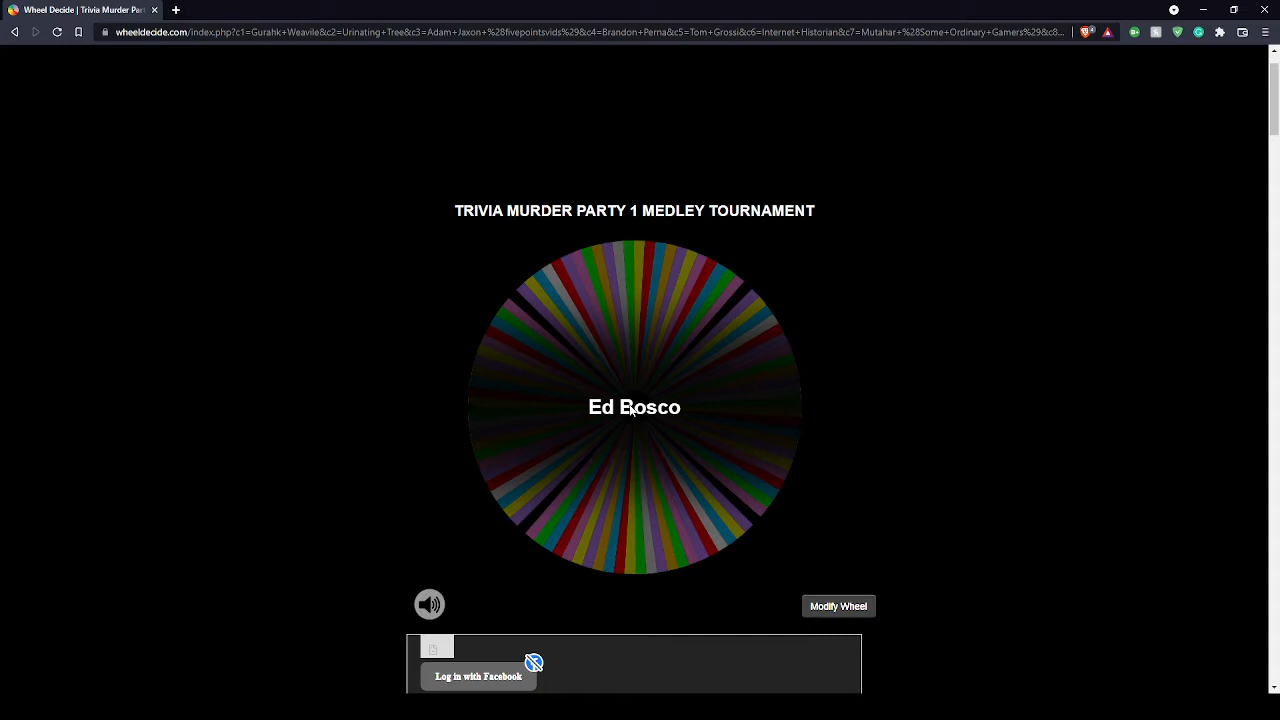 Wheel Decide | Trivia Murder Part
wheeldecide.com/index.php?c1=Gurahk+Weavile&c2=Urinating+Tree&c3=Adam+Jaxon+%28fivepointsvids%29&c4=Brandon+Perna&c5=Tom+Grossi&c6=Internet+Historian&c7=Mutahar+%28Some+Ordinary+Gamers%29&c8...
TRIVIA MURDER PARTY 1 MEDLEY TOURNAMENT
Ed Bosco
Modify Wheel
Log in with Facebook